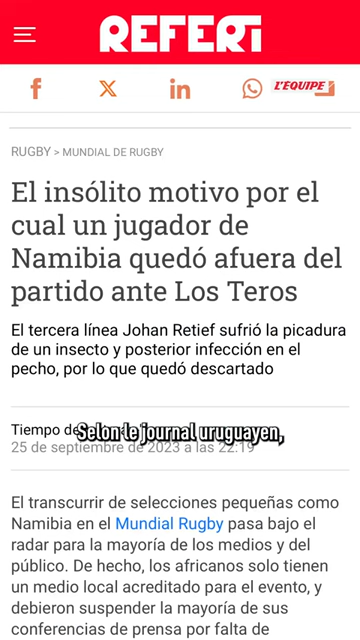 REFERÍ
L'ÉQUIPE
RUGBY > MUNDIAL DE RUGBY
El insólito motivo por el
cual un jugador de
Namibia quedó afuera del
partido ante Los Teros
El tercera línea Johan Retief sufrió la picadura
de un insecto y posterior infección en el
pecho, por lo que quedó descartado
Tiempo de
Selon le journal uruguayen,
25 de septiembre de 2023 a las 22:19
El transcurrir de selecciones pequeñas como
Namibia en el Mundial Rugby pasa bajo el
radar para la mayoría de los medios y del
público. De hecho, los africanos solo tienen
un medio local acreditado para el evento, y
debieron suspender la mayoría de sus
conferencias de prensa por falta de